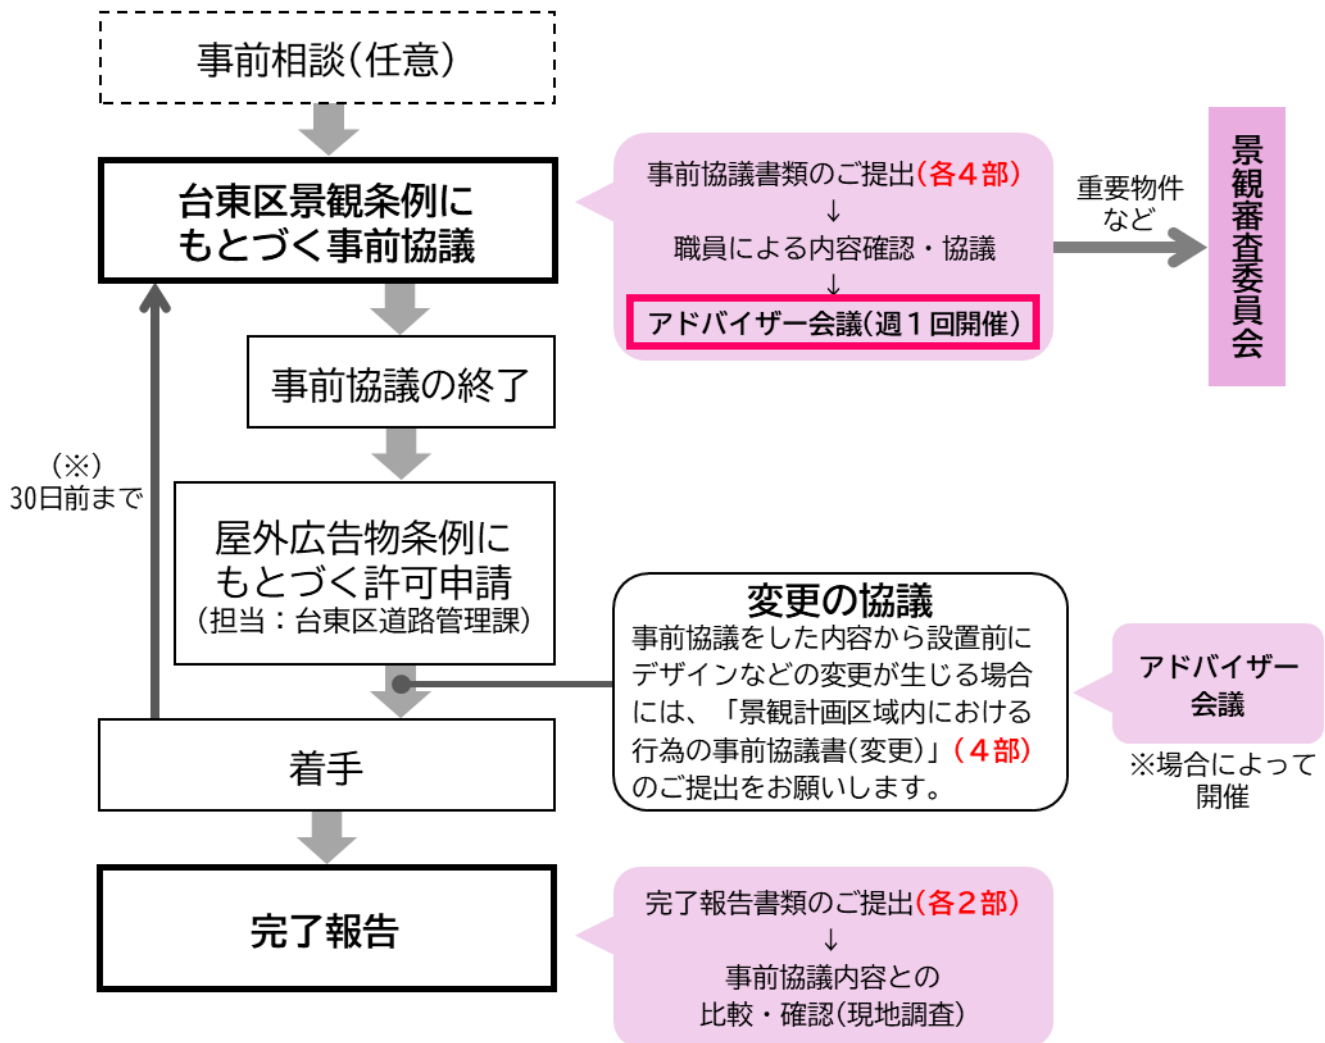 事前相談(任意)
台東区景観条例に
もとづく事前協議
事前協議書類のご提出(各4部)
↓
職員による内容確認・協議
↓
アドバイザー会議(週1回開催)
重要物件
など
景観審査委員会
事前協議の終了
(※)
30日前まで
屋外広告物条例に
もとづく許可申請
(担当：台東区道路管理課)
変更の協議
事前協議をした内容から設置前に
デザインなどの変更が生じる場合
には、「景観計画区域内における
行為の事前協議書(変更)」(4部)
のご提出をお願いします。
アドバイザー
会議
※場合によって
開催
着手
完了報告
完了報告書類のご提出(各2部)
↓
事前協議内容との
比較・確認(現地調査)